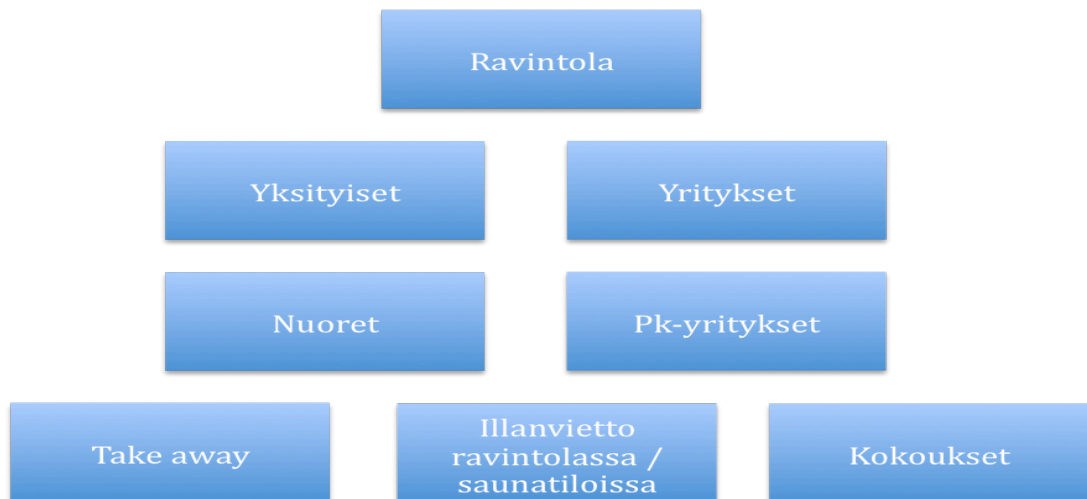 Ravintola
Yksityiset
Yritykset
Nuoret
Pk-yritykset
Take away
Illanvietto
ravintolassa /
saunatiloissa
Kokoukset